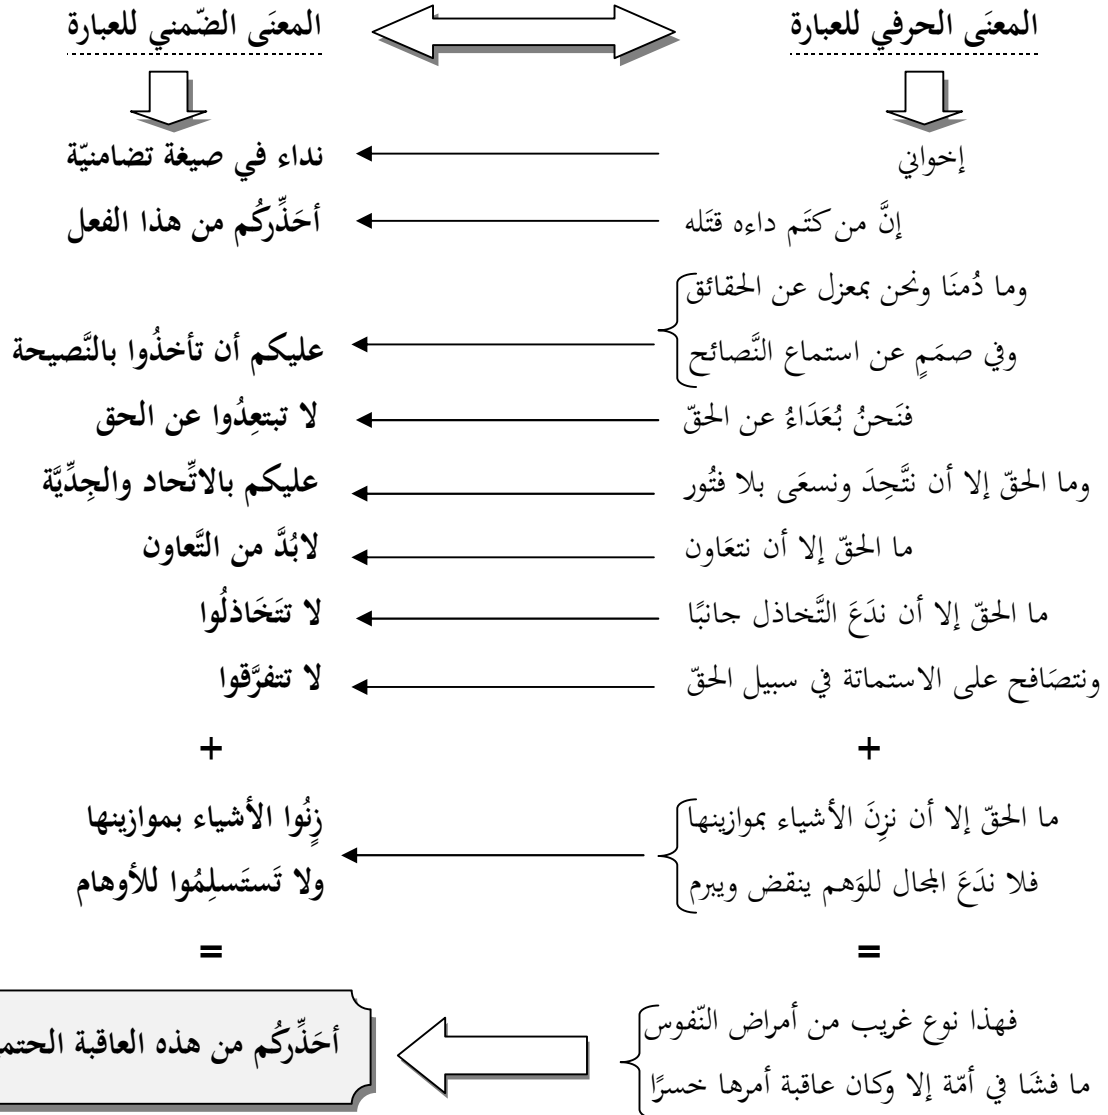 المعنَى الحرفي للعبارة المعنَى الضّمني للعبارة
إخواني نداء في صيغة تضامنيّة
إنَّ من كتَم داءه قتَله أحَذِّركُم من هذا الفعل
وما دُمنَا ونحن بمعزل عن الحقائق
وفي صمَمٍ عن استماع النَّصائح عليكم أن تأخذُوا بالنَّصيحة
فنَحنُ بُعَدَاءُ عن الحقّ لا تبتعِدُوا عن الحق
وما الحقّ إلا أن نتَّحِدَ ونسعَى بلا فتُور عليكم بالاتِّحاد والجِدِّيَّة
ما الحقّ إلا أن نتعَاون لابُدَّ من التَّعاون
ما الحقّ إلا أن ندَعَ التَّخاذل جانبًا لا تتَخَاذلُوا
ونتصَافح على الاستماتة في سبيل الحقّ لا تتفرَّقوا
+ +
ما الحقّ إلا أن نزِنَ الأشياء بموازينها زِنُوا الأشياء بموازينها
فلا ندَعَ المجال للوَهم ينقض ويبرم ولا تَستَسلِمُوا للأوهام
= =
فهذا نوع غريب من أمراض النّفوس أحَذِّركُم من هذه العاقبة
ما فشَا في أمّة إلا وكان عاقبة أمرها خسرًا